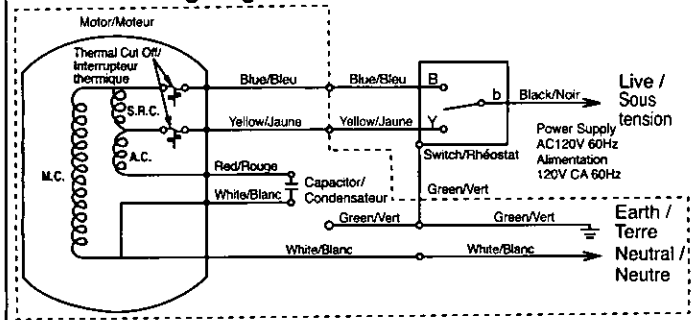 Motor/Moteur
Thermal Cut Off/
Interrupteur
thermique
S.R.C.
A.C.
M.C.
Blue/Bleu
Blue/Bleu
B
b
Black/Noir
Live /
Sous
tension
Yellow/Jaune
Yellow/Jaune
Y
Power Supply
AC120V 60Hz
Alimentation
120V CA 60Hz
Switch/Rhéostat
Red/Rouge
White/Blanc
Capacitor/
Condensateur
Green/Vert
Green/Vert
Green/Vert
Earth /
Terre
White/Blanc
White/Blanc
Neutral /
Neutre